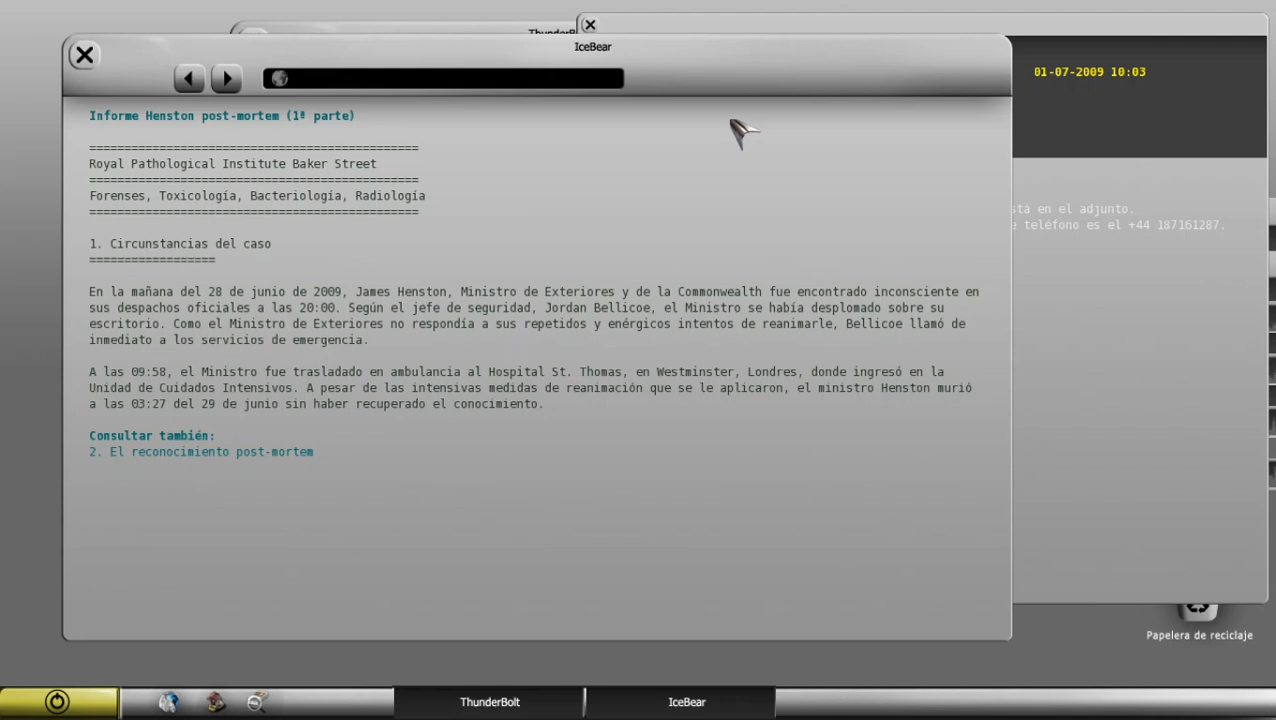 ThunderB
IceBear
01-07-2009 10:03
Informe Henston post-mortem (1ª parte)
===============================================
Royal Pathological Institute Baker Street
===============================================
Forenses, Toxicología, Bacteriología, Radiología
===============================================
1. Circunstancias del caso
==================
En la mañana del 28 de junio de 2009, James Henston, Ministro de Exteriores y de la Commonwealth fue encontrado inconsciente en
sus despachos oficiales a las 20:00. Según el jefe de seguridad, Jordan Bellicoe, el Ministro se había desplomado sobre su
escritorio. Como el Ministro de Exteriores no respondía a sus repetidos y enérgicos intentos de reanimarle, Bellicoe llamó de
inmediato a los servicios de emergencia.
A las 09:58, el Ministro fue trasladado en ambulancia al Hospital St. Thomas, en Westminster, Londres, donde ingresó en la
Unidad de Cuidados Intensivos. A pesar de las intensivas medidas de reanimación que se le aplicaron, el ministro Henston murió
a las 03:27 del 29 de junio sin haber recuperado el conocimiento.
Consultar también:
2. El reconocimiento post-mortem
stá en el adjunto.
e teléfono es el +44 187161287.
Papelera de reciclaje
ThunderBolt
IceBear